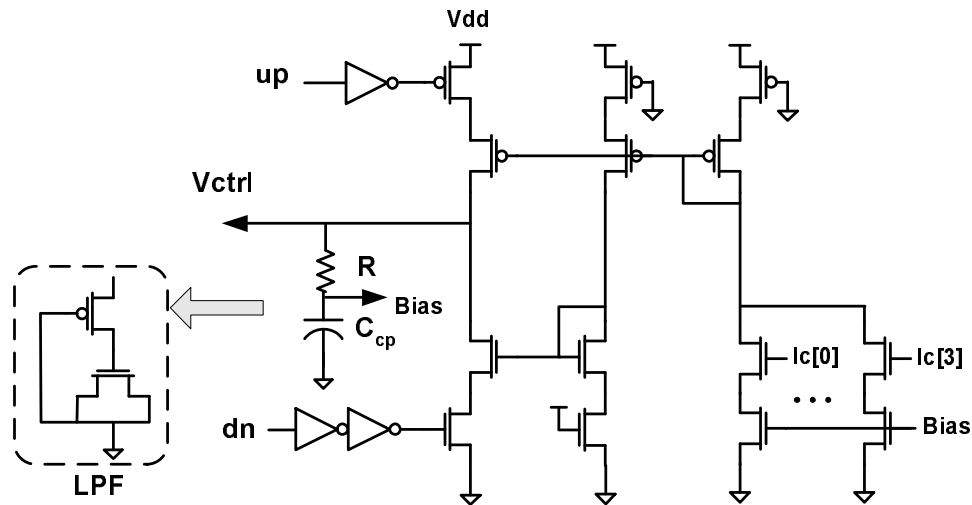 Vdd
up
Vctrl
R
Bias
Ccp
Ic[0]
Ic[3]
...
dn
Bias
LPF